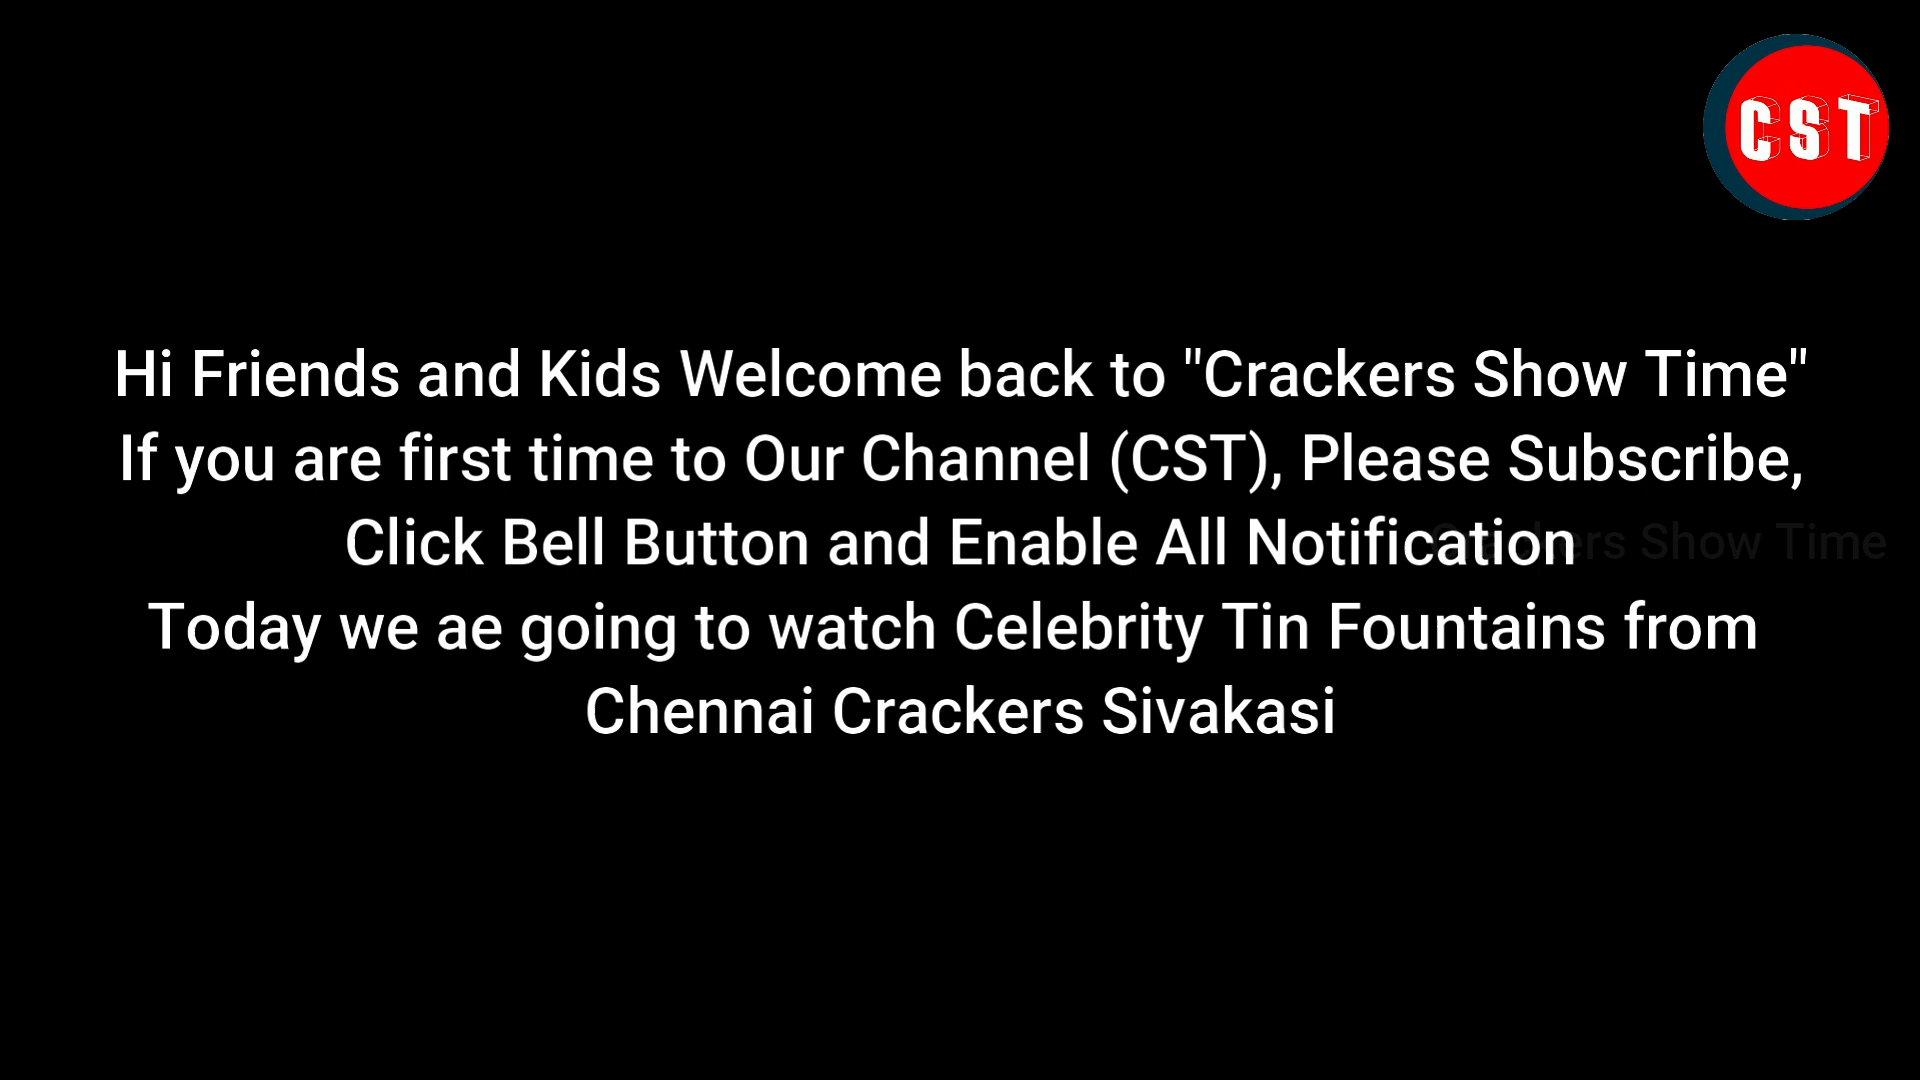 CST
Hi Friends and Kids Welcome back to "Crackers Show Time"
If you are first time to Our Channel (CST), Please Subscribe,
Click Bell Button and Enable All Notification
Crackers Show Time
Today we ae going to watch Celebrity Tin Fountains from
Chennai Crackers Sivakasi